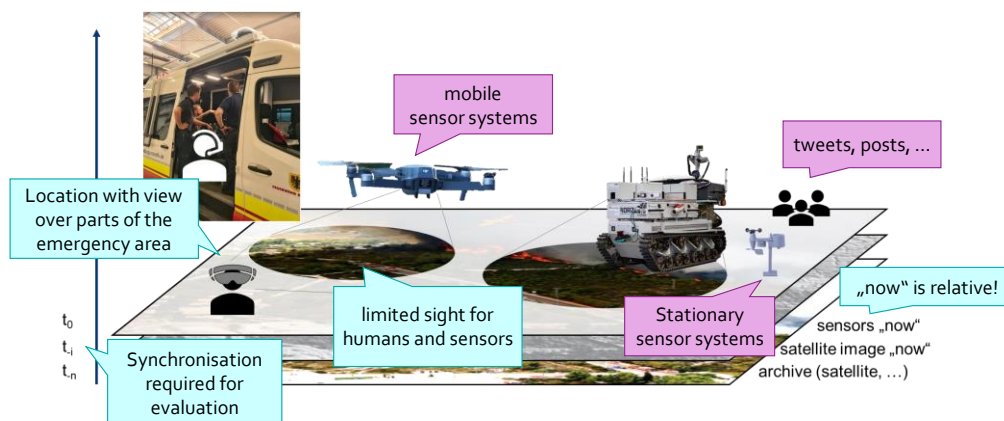 mobile
sensor systems
tweets, posts, ...
Location with view
over parts of the
emergency area
„now“ is relative!
limited sight for
humans and sensors
Stationary
sensor systems
t₀
sensors „now“
t₋ᵢ
satellite image „now“
t₋ₙ
archive (satellite, ...)
Synchronisation
required for
evaluation